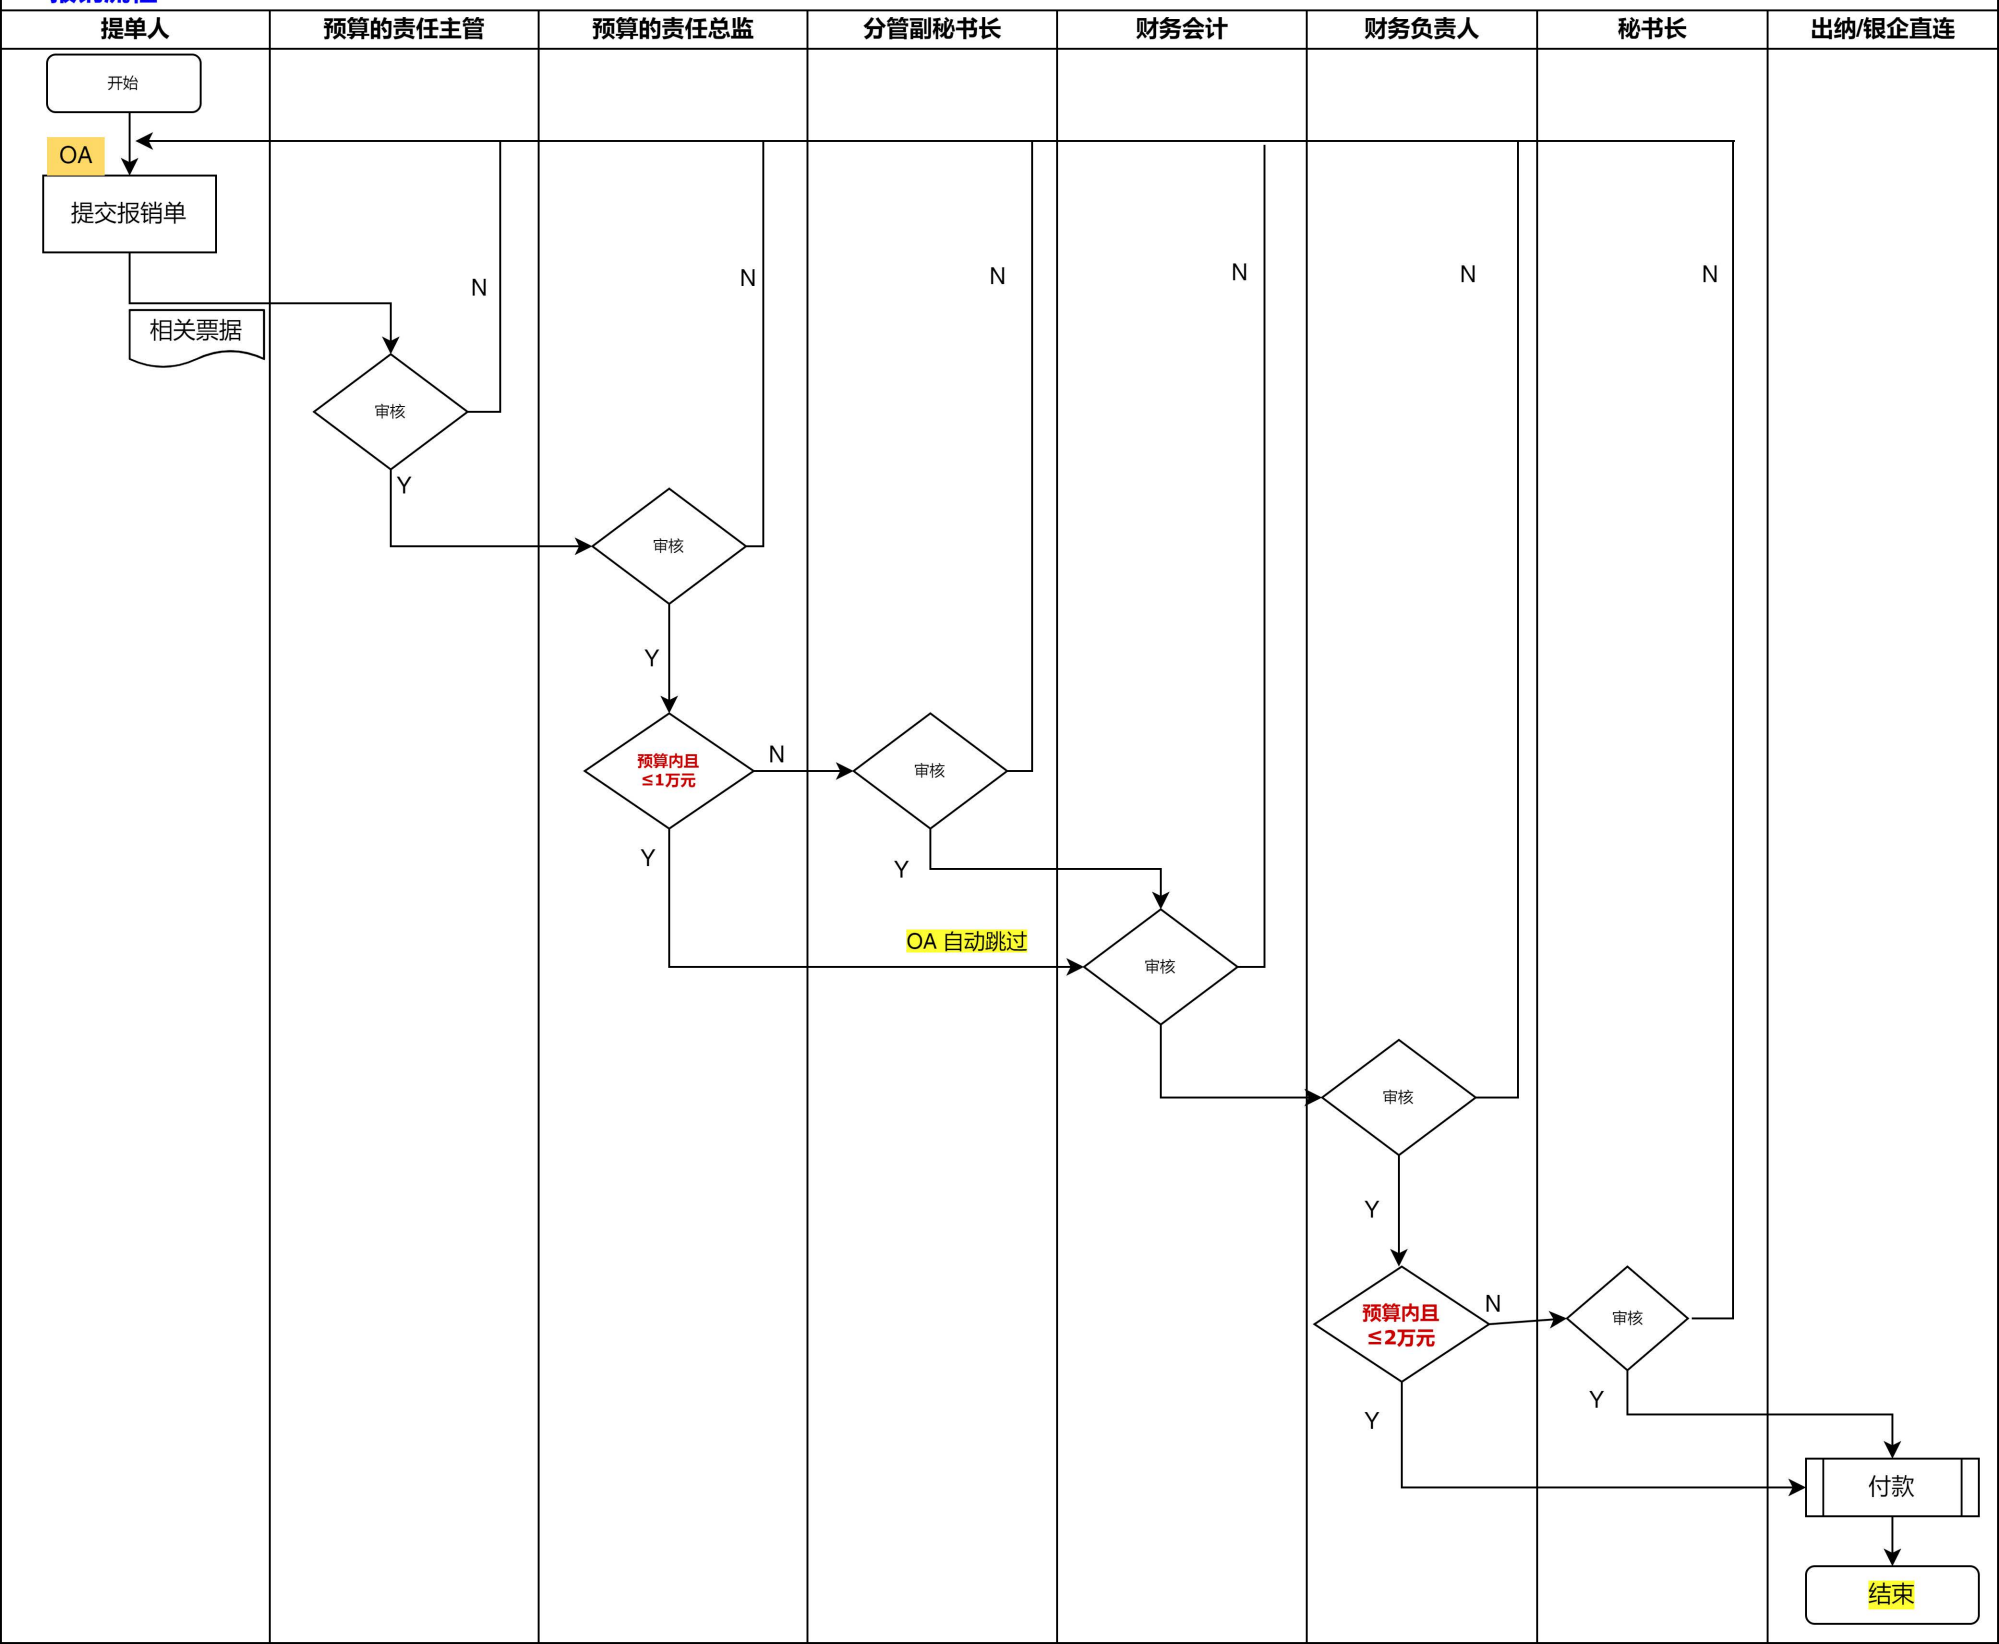 提单人
预算的责任主管
预算的责任总监
分管副秘书长
财务会计
财务负责人
秘书长
出纳/银企直连
开始
OA
提交报销单
相关票据
N
N
N
N
N
N
审核
Y
审核
Y
预算内且
≤1万元
N
审核
Y
Y
OA 自动跳过
审核
审核
Y
预算内且
≤2万元
N
审核
Y
Y
付款
结束